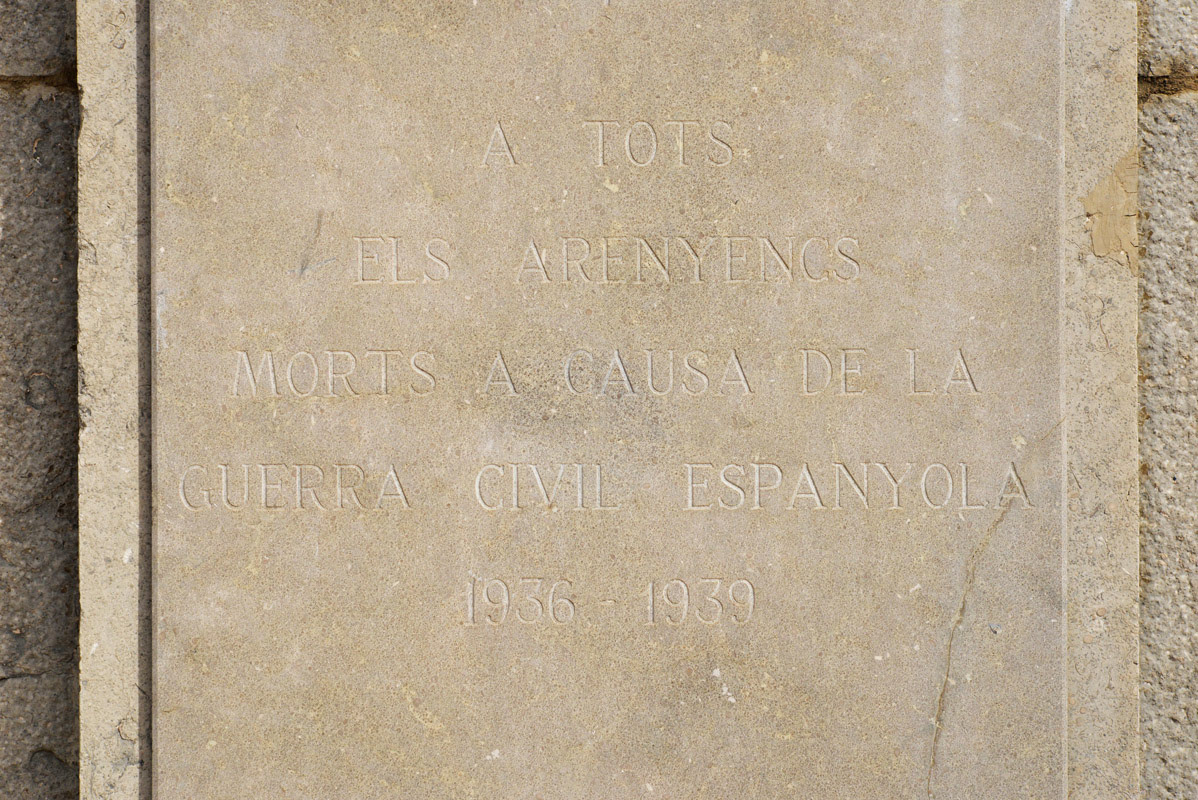 A TOTS
ELS ARENYENCS
MORTS A CAUSA DE LA
GUERRA CIVIL ESPANYOLA
1936 - 1939